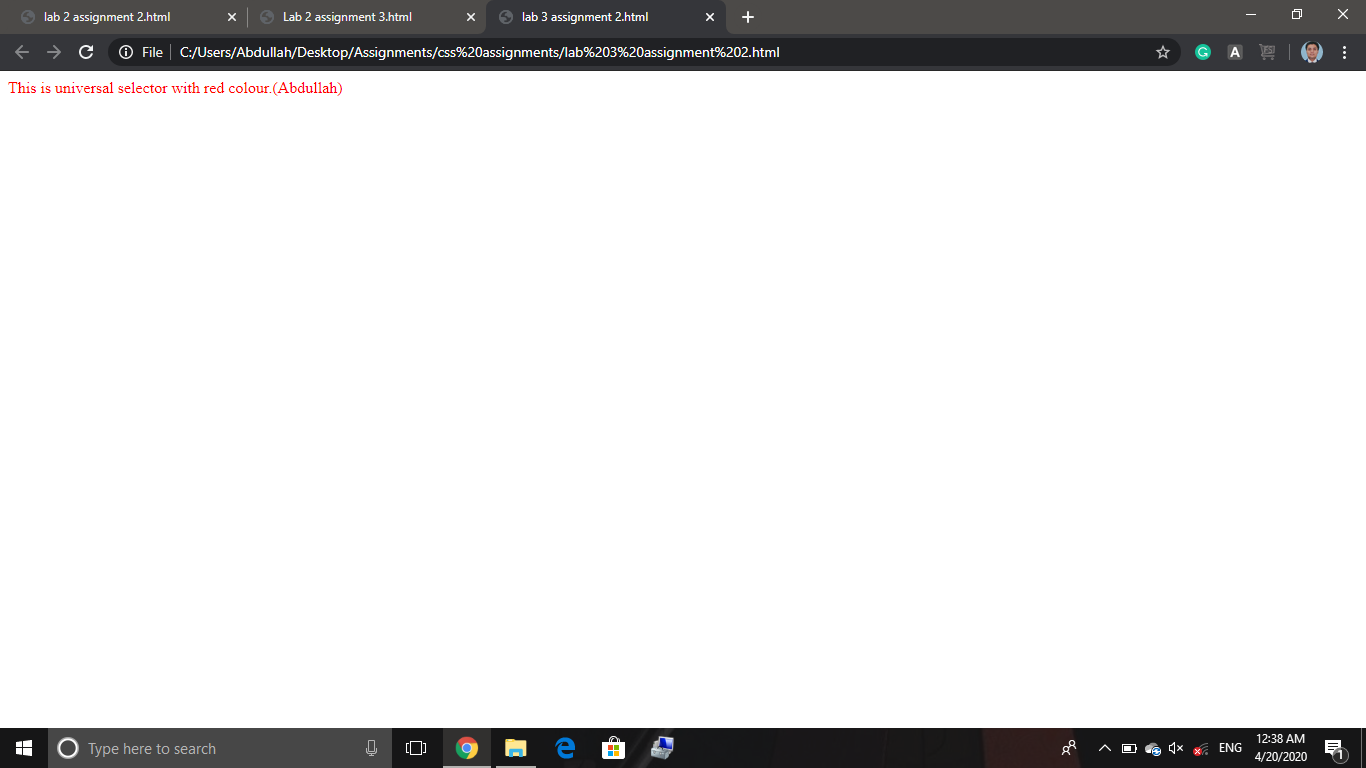 lab 2 assignment 2.html
Lab 2 assignment 3.html
lab 3 assignment 2.html
File
C:/Users/Abdullah/Desktop/Assignments/css%20assignments/lab%203%20assignment%202.html
This is universal selector with red colour.(Abdullah)
Type here to search
ENG
12:38 AM
4/20/2020
1